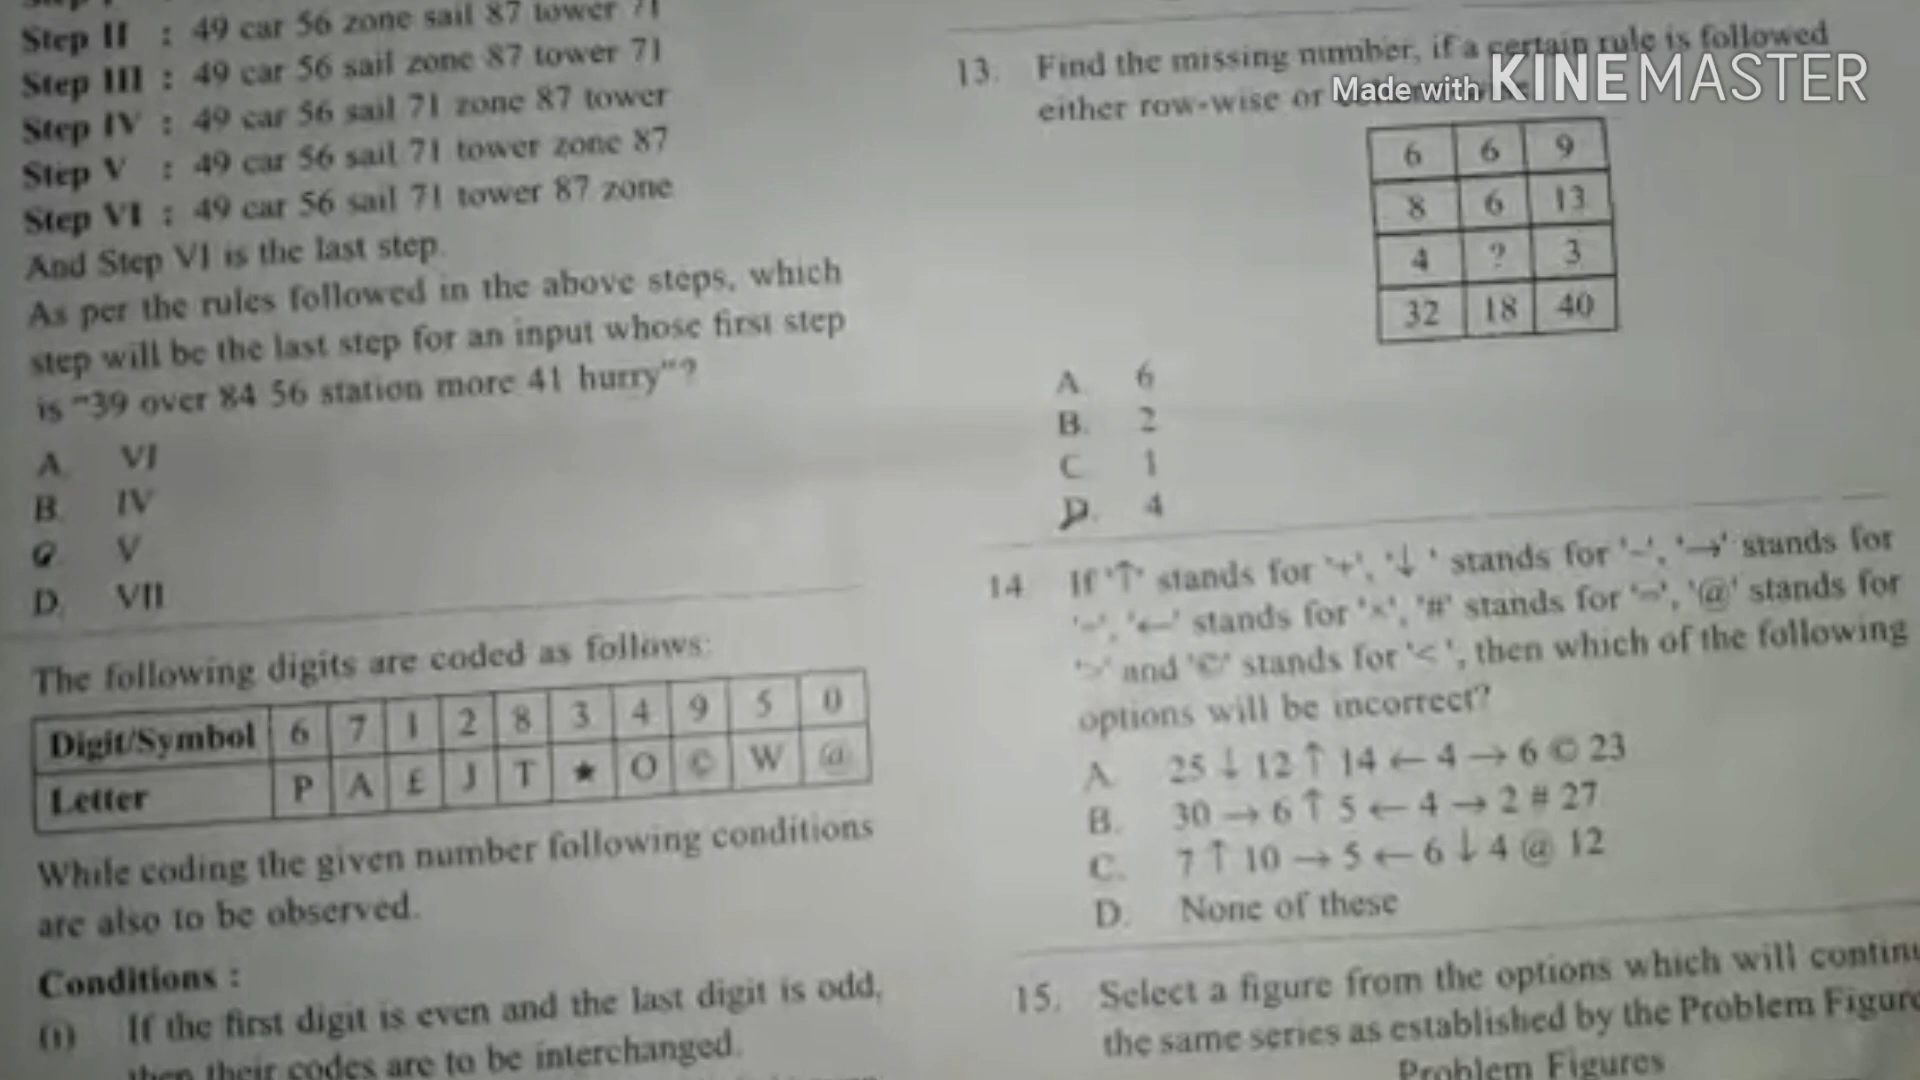 Step II : 49 car 56 zone sail 87 tower 71
Step III : 49 car 56 sail zone 87 tower 71
Step IV : 49 car 56 sail 71 zone 87 tower
Step V : 49 car 56 sail 71 tower zone 87
Step VI : 49 car 56 sail 71 tower 87 zone
And Step VI is the last step.
As per the rules followed in the above steps, which
step will be the last step for an input whose first step
is "39 over 84 56 station more 41 hurry"?
A. VI
B. IV
C. V
D. VII
The following digits are coded as follows:
Digit/Symbol 6 7 1 2 8 3 4 9 5 0
Letter P A £ J T ★ O © W @
While coding the given number following conditions
are also to be observed.
Conditions :
(i) If the first digit is even and the last digit is odd,
then their codes are to be interchanged.
13. Find the missing number, if a certain rule is followed
either row-wise or
Made with KINEMASTER
6 6 9
8 6 13
4 ? 3
32 18 40
A. 6
B. 2
C. 1
D. 4
14. If '↑' stands for '+', '↓' stands for '-', '→' stands for
'÷', '←' stands for '×', '#' stands for '=', '@' stands for
'>' and '©' stands for '<', then which of the following
options will be incorrect?
A. 25 ↓ 12 ↑ 14 ← 4 → 6 © 23
B. 30 → 6 ↑ 5 ← 4 → 2 # 27
C. 7 ↑ 10 → 5 ← 6 ↓ 4 @ 12
D. None of these
15. Select a figure from the options which will continu
the same series as established by the Problem Figure
Problem Figures